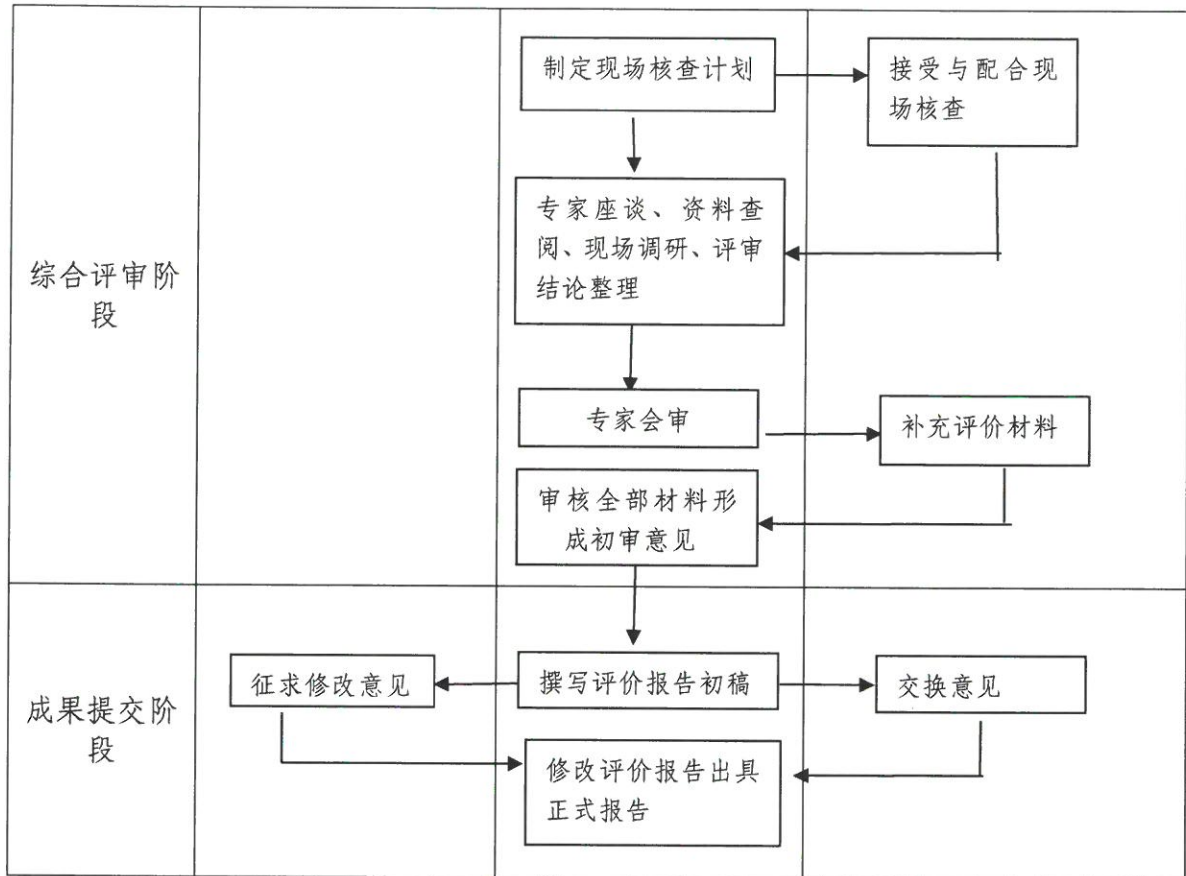 制定现场核查计划
接受与配合现
场核查
专家座谈、资料查
阅、现场调研、评审
结论整理
综合评审阶
段
专家会审
补充评价材料
审核全部材料形
成初审意见
征求修改意见
撰写评价报告初稿
交换意见
成果提交阶
段
修改评价报告出具
正式报告